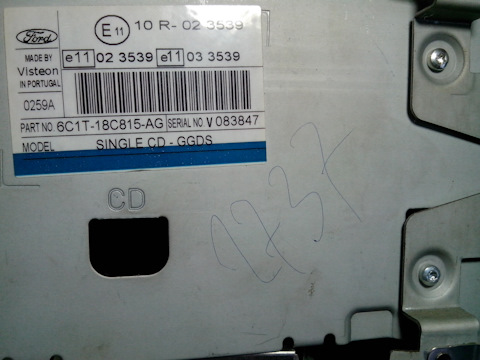 Ford
E 11 10 R- 02 3539
MADE BY
Visteon
IN PORTUGAL
e11 02 3539 e11 03 3539
0259A
PART NO 6C1T-18C815-AG SERIAL NO. V 083847
MODEL SINGLE CD - GGDS
CD